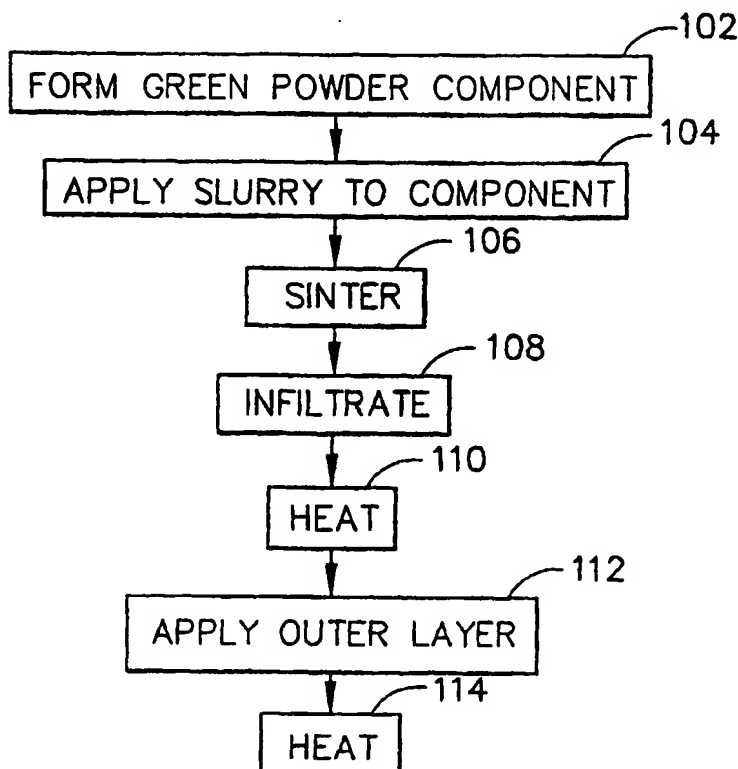 102
FORM GREEN POWDER COMPONENT
104
APPLY SLURRY TO COMPONENT
106
SINTER
108
INFILTRATE
110
HEAT
112
APPLY OUTER LAYER
114
HEAT